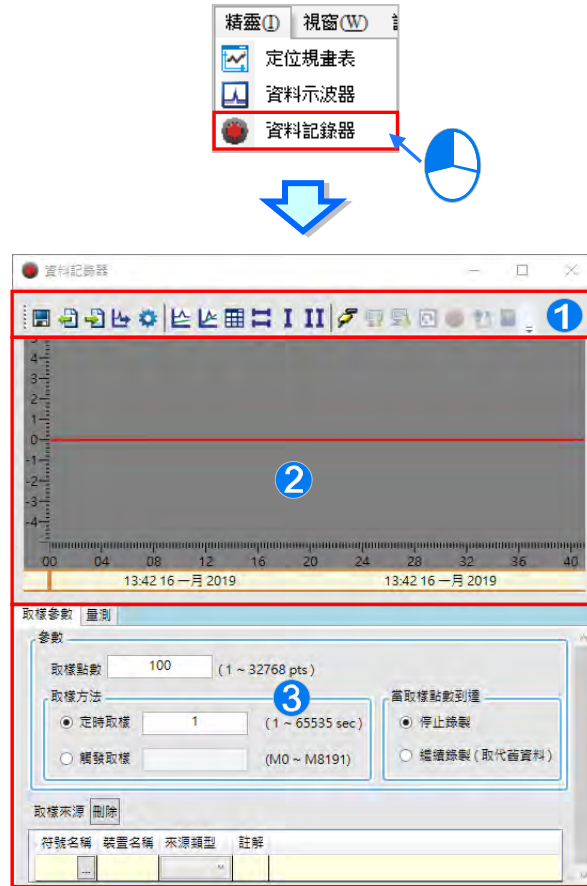 精靈(I) 視窗(W)
定位規畫表
資料示波器
資料記錄器
資料記錄器
1
4
3
2
1
0
-1
-2
-3
-4
2
00 04 08 12 16 20 24 28 32 36 40
13:42 16 一月 2019 13:42 16 一月 2019
取樣參數 量測
參數
取樣點數 100 (1 ~ 32768 pts)
取樣方法 3 當取樣點數到達
定時取樣 1 (1 ~ 65535 sec) 停止錄製
觸發取樣 (M0 ~ M8191) 繼續錄製(取代舊資料)
取樣來源 刪除
符號名稱 裝置名稱 來源類型 註解
...